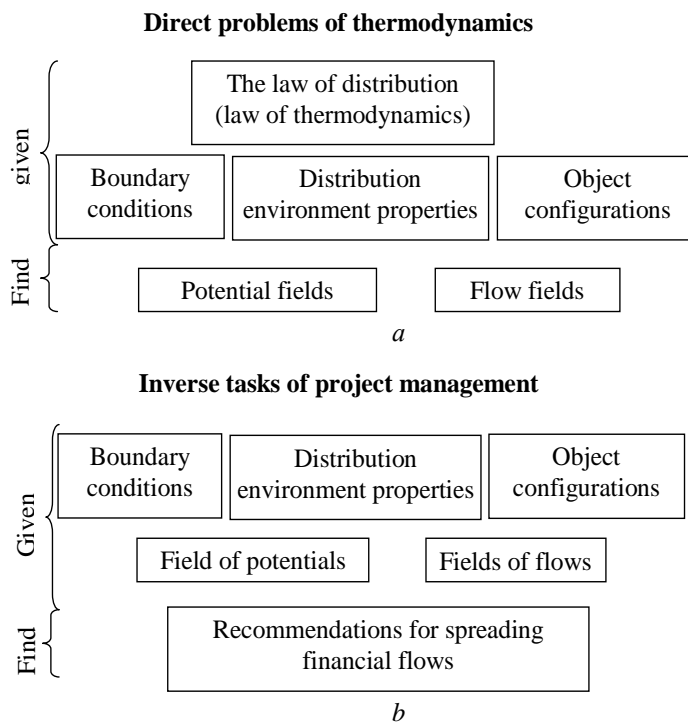 Direct problems of thermodynamics
given
The law of distribution
(law of thermodynamics)
Boundary
conditions
Distribution
environment properties
Object
configurations
Find
Potential fields
Flow fields
a
Inverse tasks of project management
Given
Boundary
conditions
Distribution
environment properties
Object
configurations
Field of potentials
Fields of flows
Find
Recommendations for spreading
financial flows
b